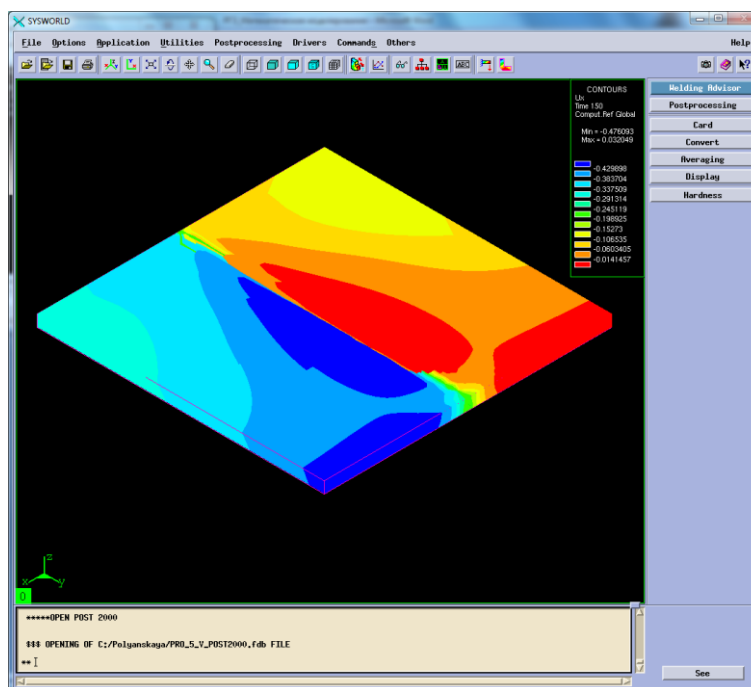 SYSWORLD
File Options Application Utilities Postprocessing Drivers Commands Others Help
CONTOURS
Ux
Time 150
Comput.Ref Global
Min = -0.476093
Max = 0.032049
-0.429898
-0.383704
-0.337509
-0.291314
-0.245119
-0.198925
-0.15273
-0.106535
-0.0603405
-0.0141457
Welding Advisor
Postprocessing
Card
Convert
Averaging
Display
Hardness
z
x
y
0
*****OPEN POST 2000
$$$ OPENING OF C:/Polyanskaya/PRO_5_V_POST2000.fdb FILE
**
See